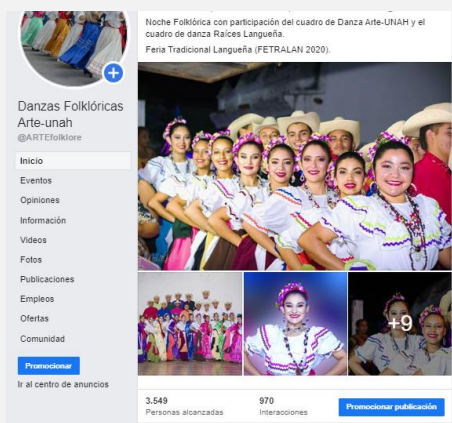 Noche Folklórica con participación del cuadro de Danza Arte-UNAH y el
cuadro de danza Raíces Langueña.
Feria Tradicional Langueña (FETRALAN 2020).
Danzas Folklóricas
Arte-unah
@ARTEfolklore
Inicio
Eventos
Opiniones
Información
Videos
Fotos
Publicaciones
Empleos
Ofertas
Comunidad
Promocionar
Ir al centro de anuncios
+9
3.549
Personas alcanzadas
970
Interacciones
Promocionar publicación